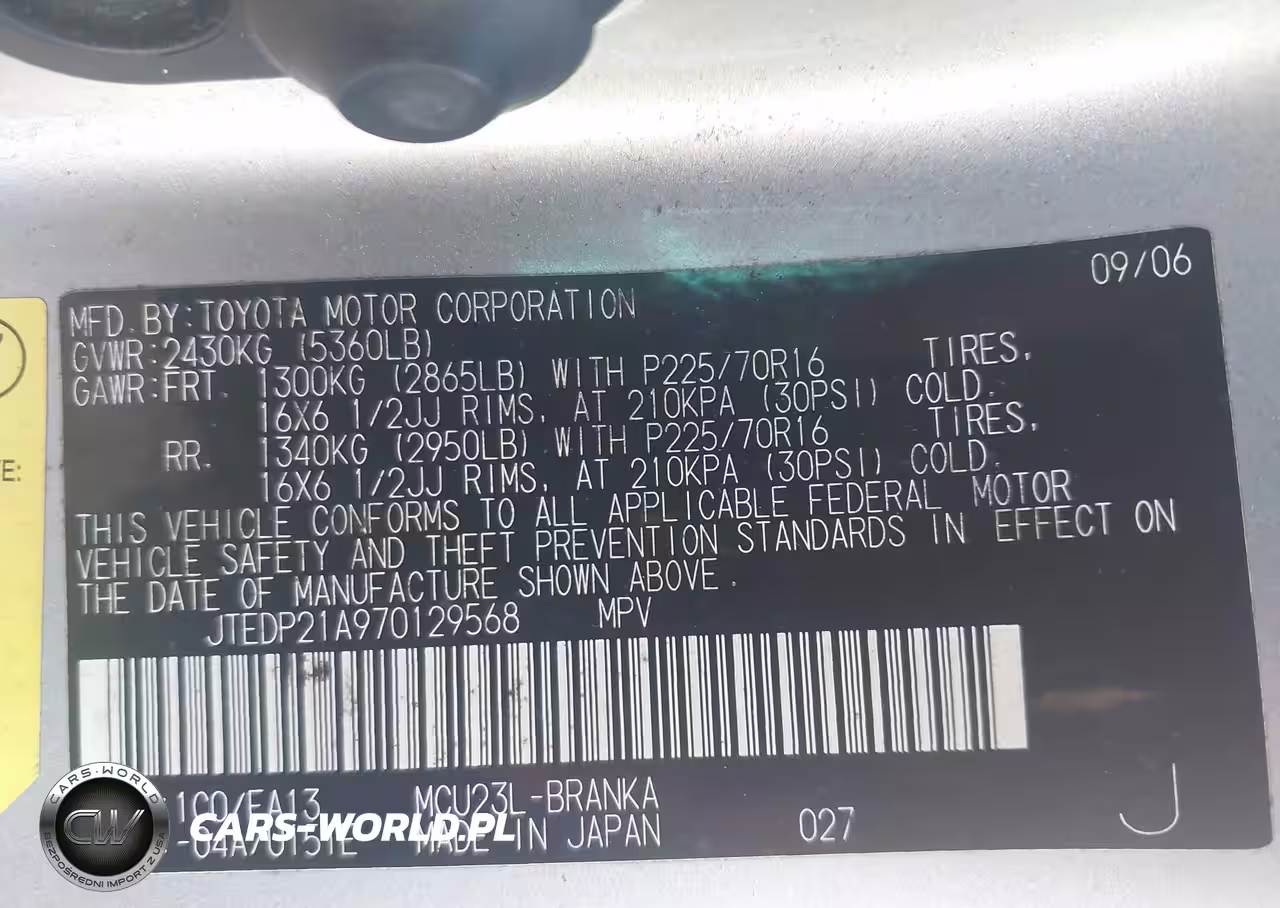 09/06
MFD. BY:TOYOTA MOTOR CORPORATION
GVWR:2430KG (5360LB)
GAWR:FRT. 1300KG (2865LB) WITH P225/70R16 TIRES.
16X6 1/2JJ RIMS, AT 210KPA (30PSI) COLD.
RR. 1340KG (2950LB) WITH P225/70R16 TIRES.
16X6 1/2JJ RIMS, AT 210KPA (30PSI) COLD.
THIS VEHICLE CONFORMS TO ALL APPLICABLE FEDERAL MOTOR
VEHICLE SAFETY AND THEFT PREVENTION STANDARDS IN EFFECT ON
THE DATE OF MANUFACTURE SHOWN ABOVE.
JTEDP21A970129568 MPV
E:
1C0/EA13 MCU23L-BRANKA
MADE IN JAPAN 027
J
CARS-WORLD
CW
BEZPOŚREDNI IMPORT Z USA
CARS-WORLD.PL